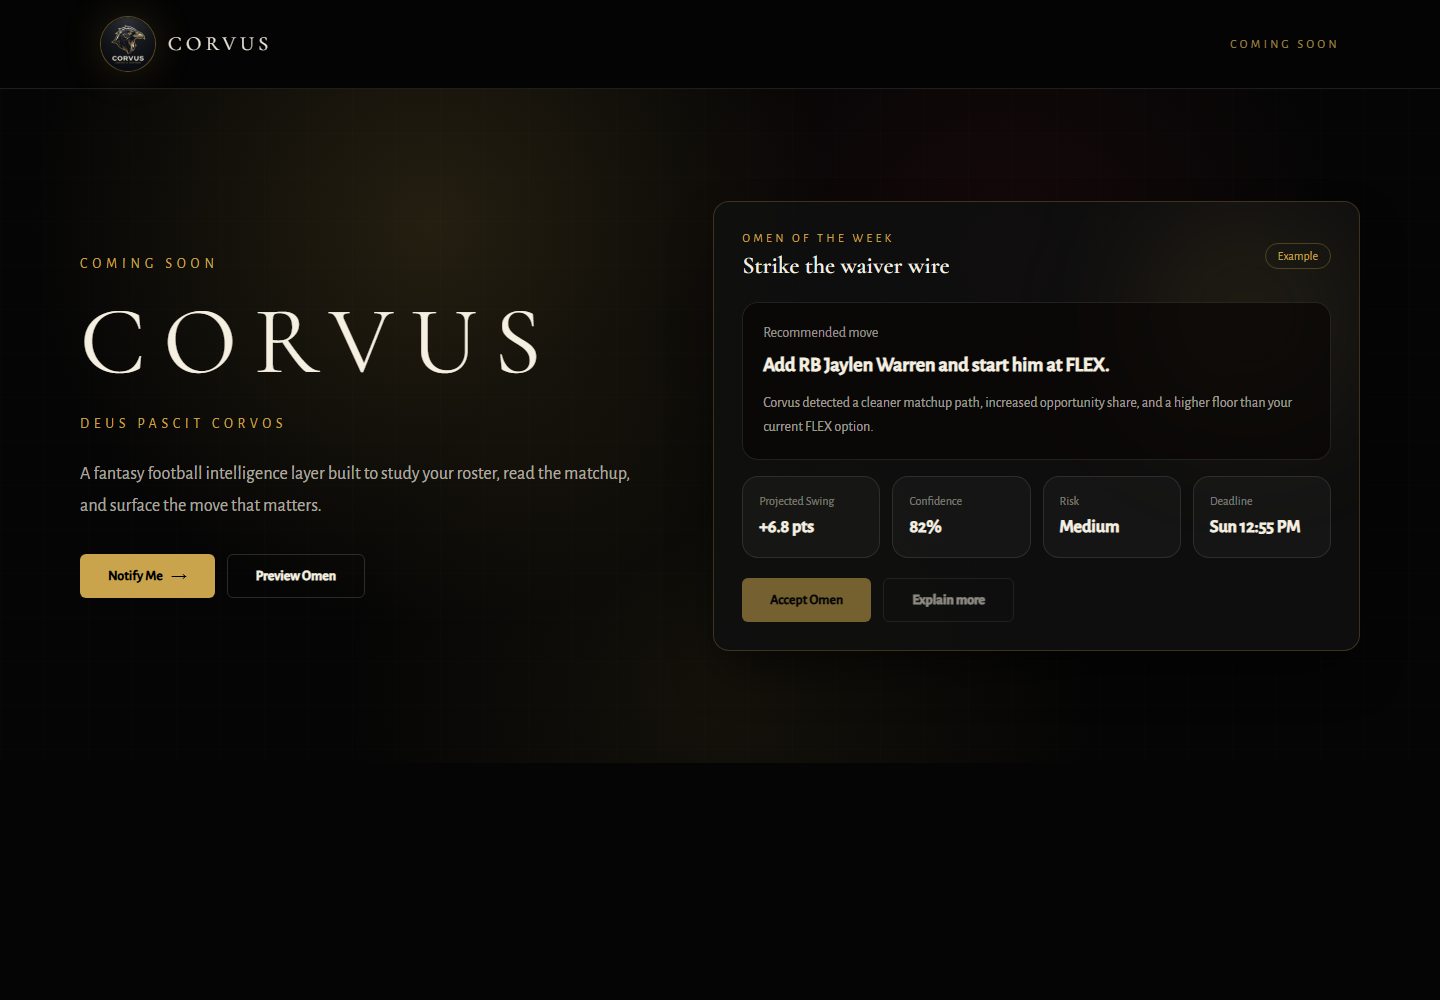 CORVUS
CORVUS
COMING SOON
COMING SOON
CORVUS
DEUS PASCIT CORVOS
A fantasy football intelligence layer built to study your roster, read the matchup,
and surface the move that matters.
Notify Me →
Preview Omen
OMEN OF THE WEEK
Strike the waiver wire
Example
Recommended move
Add RB Jaylen Warren and start him at FLEX.
Corvus detected a cleaner matchup path, increased opportunity share, and a higher floor than your
current FLEX option.
Projected Swing
+6.8 pts
Confidence
82%
Risk
Medium
Deadline
Sun 12:55 PM
Accept Omen
Explain more